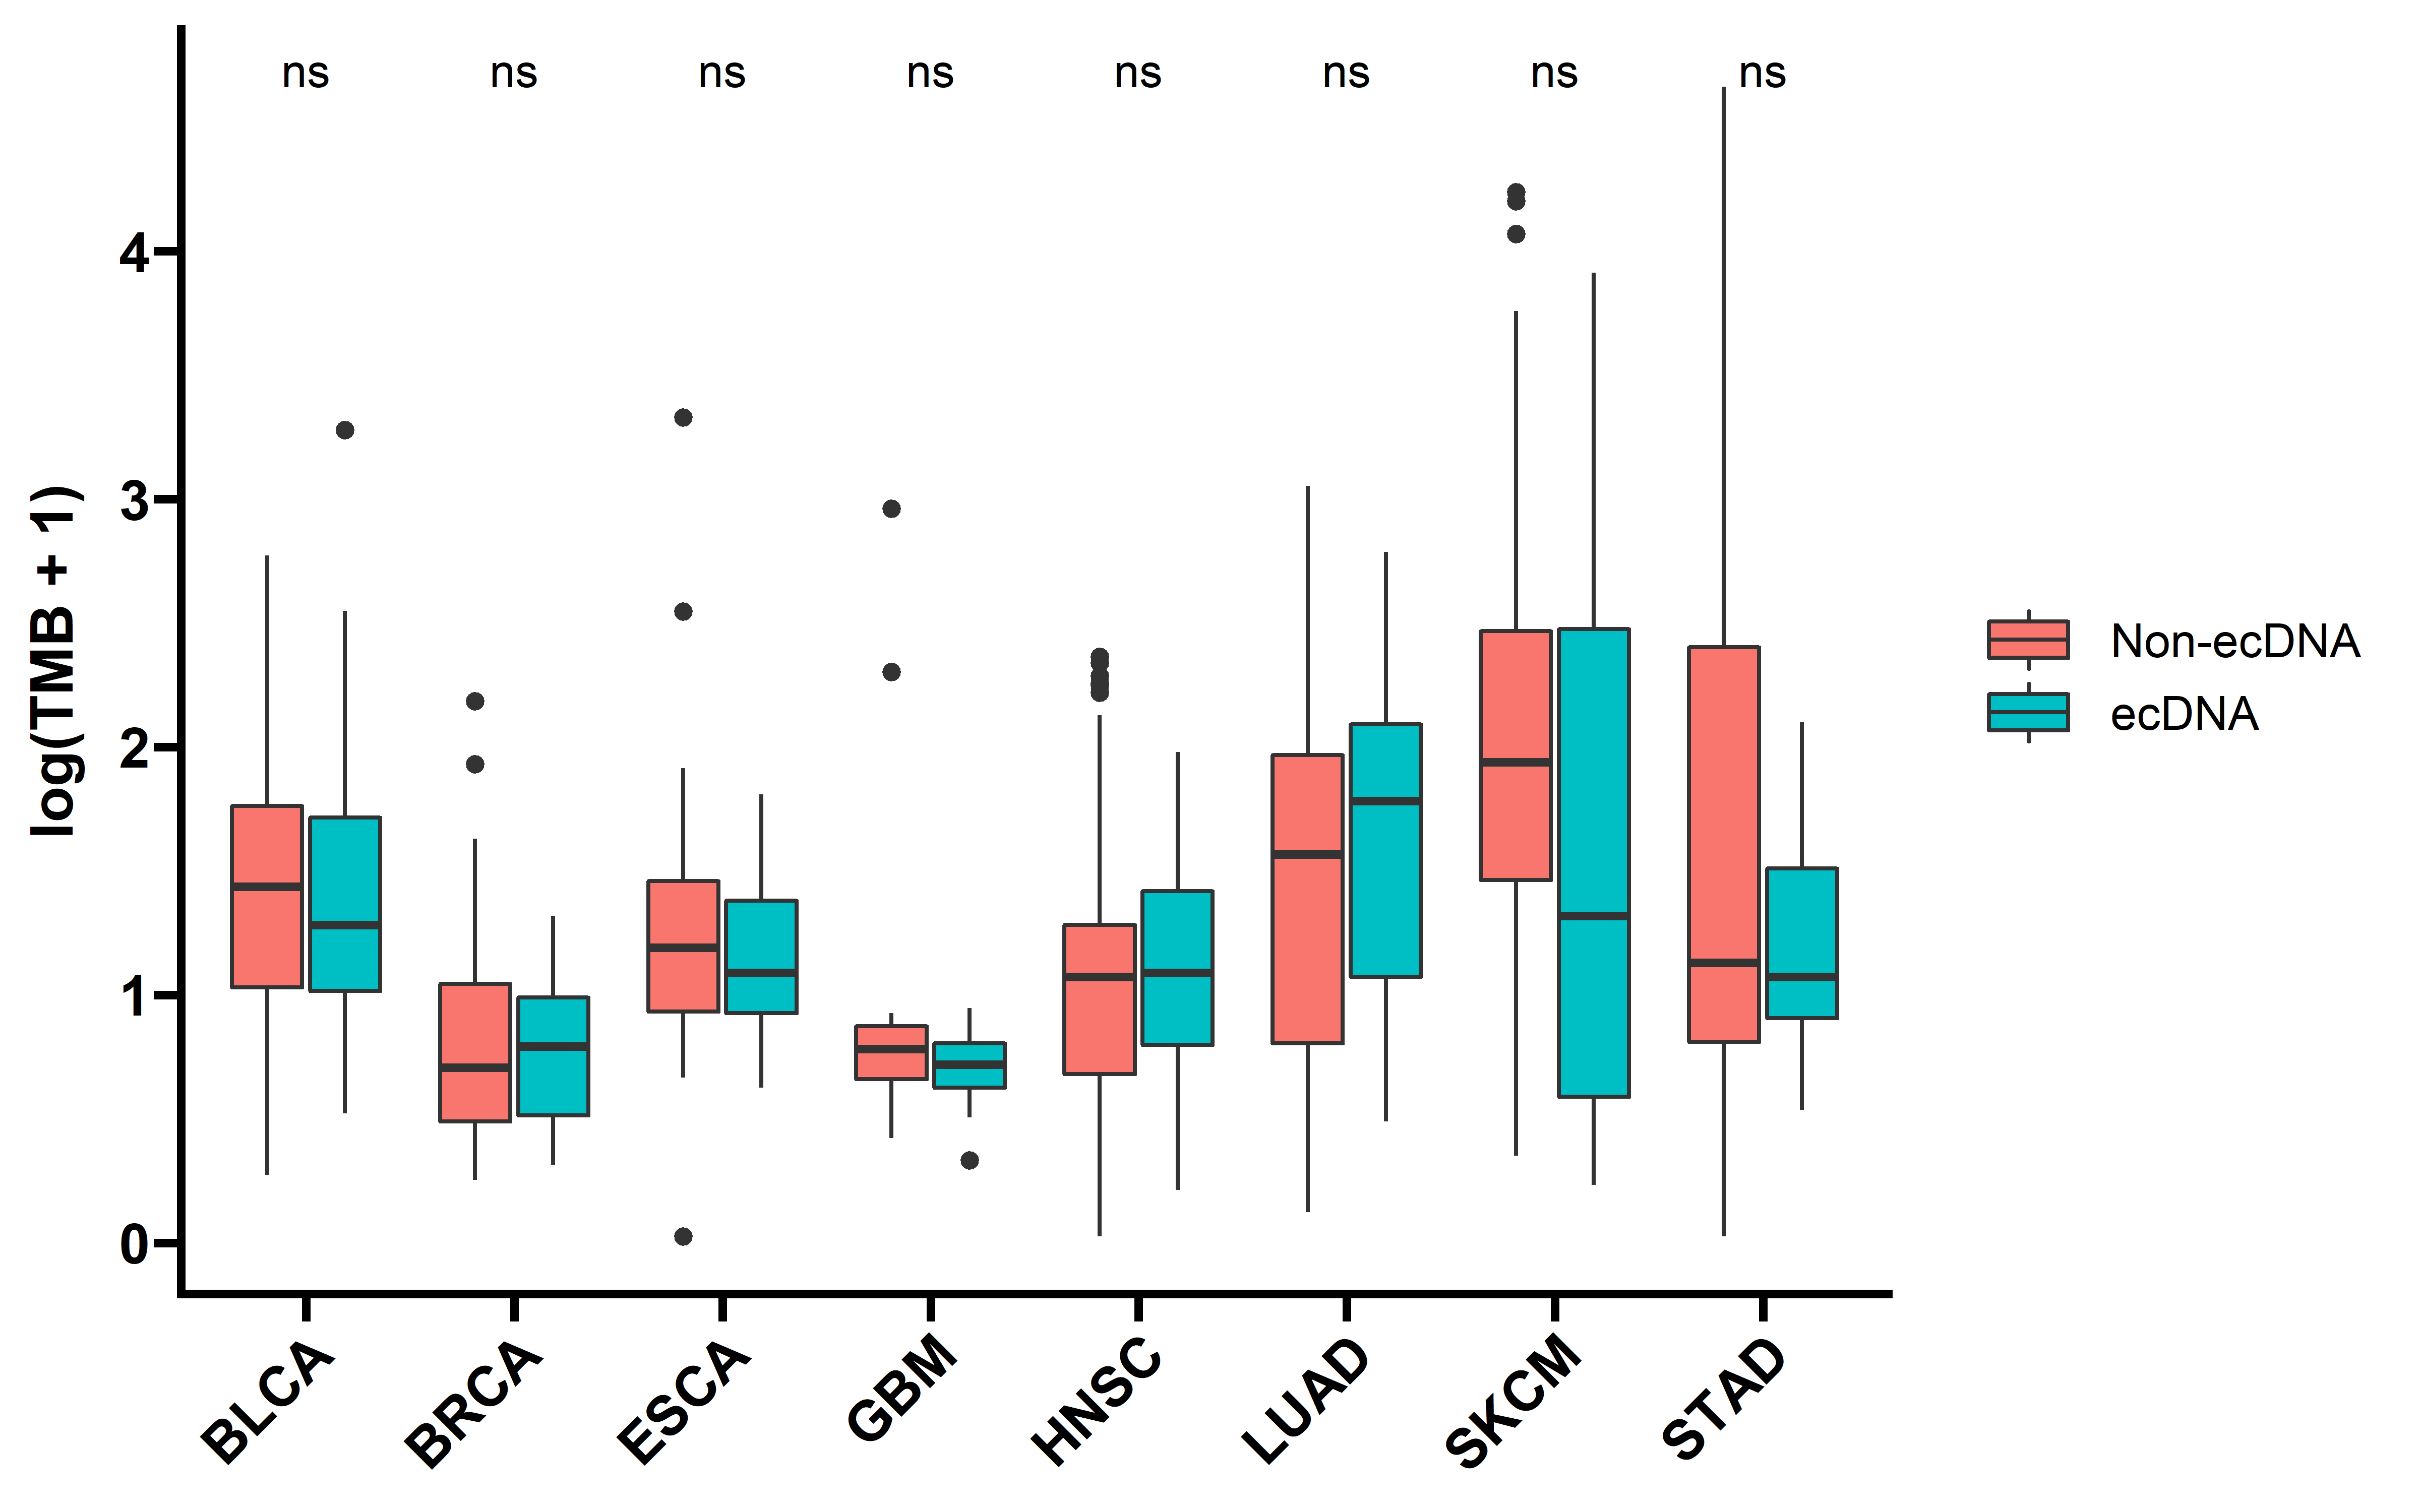 ns ns ns ns ns ns ns ns
4
3
2
1
0
log(TMB + 1)
BLCA BRCA ESCA GBM HNSC LUAD SKCM STAD
Non-ecDNA
ecDNA